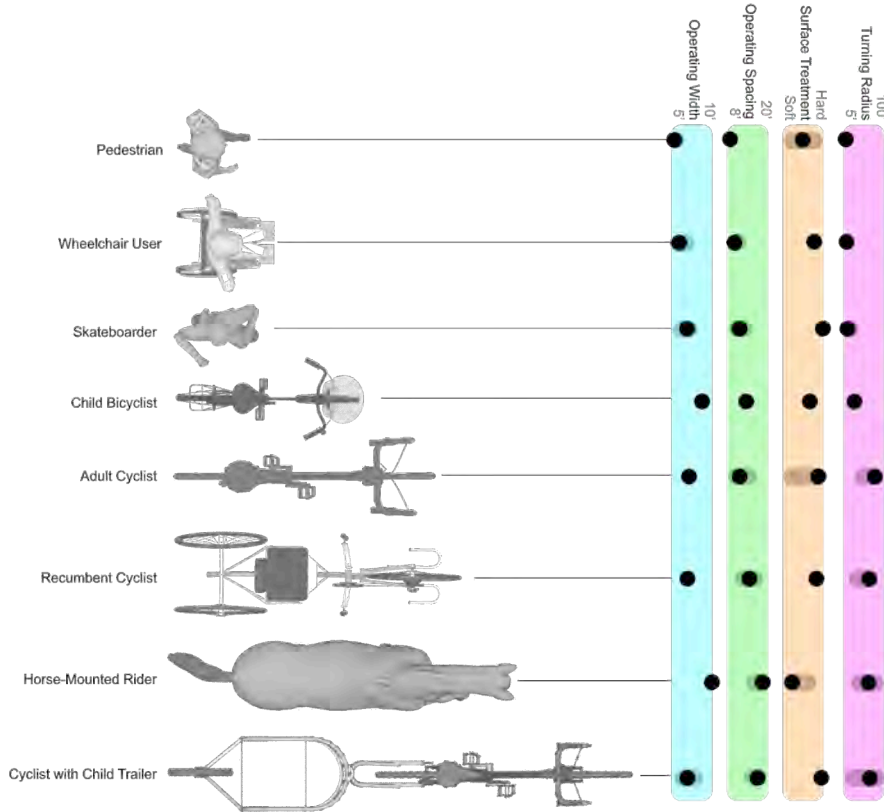 Operating Width
5' 10'
Operating Spacing
8' 20'
Surface Treatment
Soft Hard
Turning Radius
5' 100'
Pedestrian
Wheelchair User
Skateboarder
Child Bicyclist
Adult Cyclist
Recumbent Cyclist
Horse-Mounted Rider
Cyclist with Child Trailer